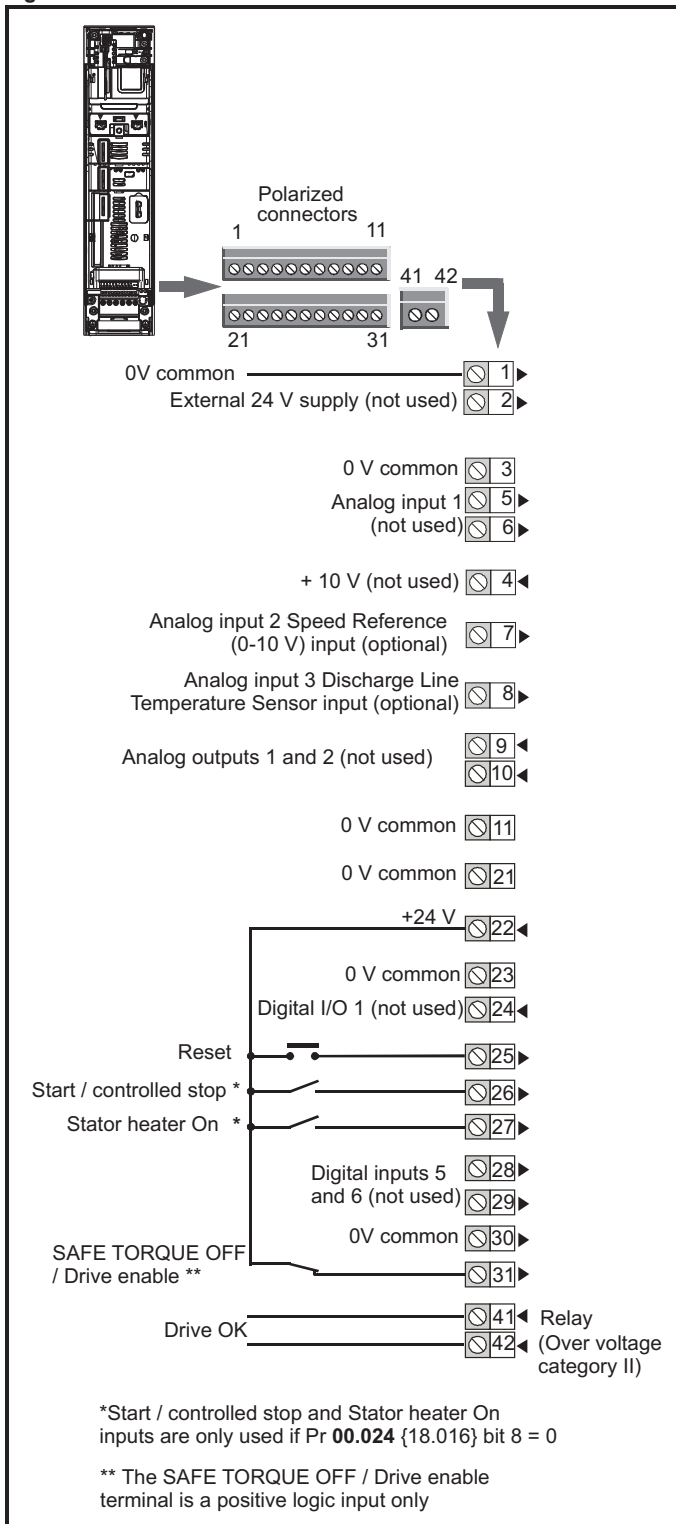 Polarized
connectors
1 11
41 42
21 31
0V common 1
External 24 V supply (not used) 2
0 V common 3
Analog input 1 5
(not used) 6
+ 10 V (not used) 4
Analog input 2 Speed Reference
(0-10 V) input (optional) 7
Analog input 3 Discharge Line
Temperature Sensor input (optional) 8
9
Analog outputs 1 and 2 (not used)
10
0 V common 11
0 V common 21
+24 V 22
0 V common 23
Digital I/O 1 (not used) 24
Reset 25
Start / controlled stop * 26
Stator heater On * 27
Digital inputs 5 28
and 6 (not used) 29
0V common 30
SAFE TORQUE OFF
/ Drive enable ** 31
Drive OK
41 Relay
42 (Over voltage
category II)
*Start / controlled stop and Stator heater On
inputs are only used if Pr 00.024 {18.016} bit 8 = 0
** The SAFE TORQUE OFF / Drive enable
terminal is a positive logic input only